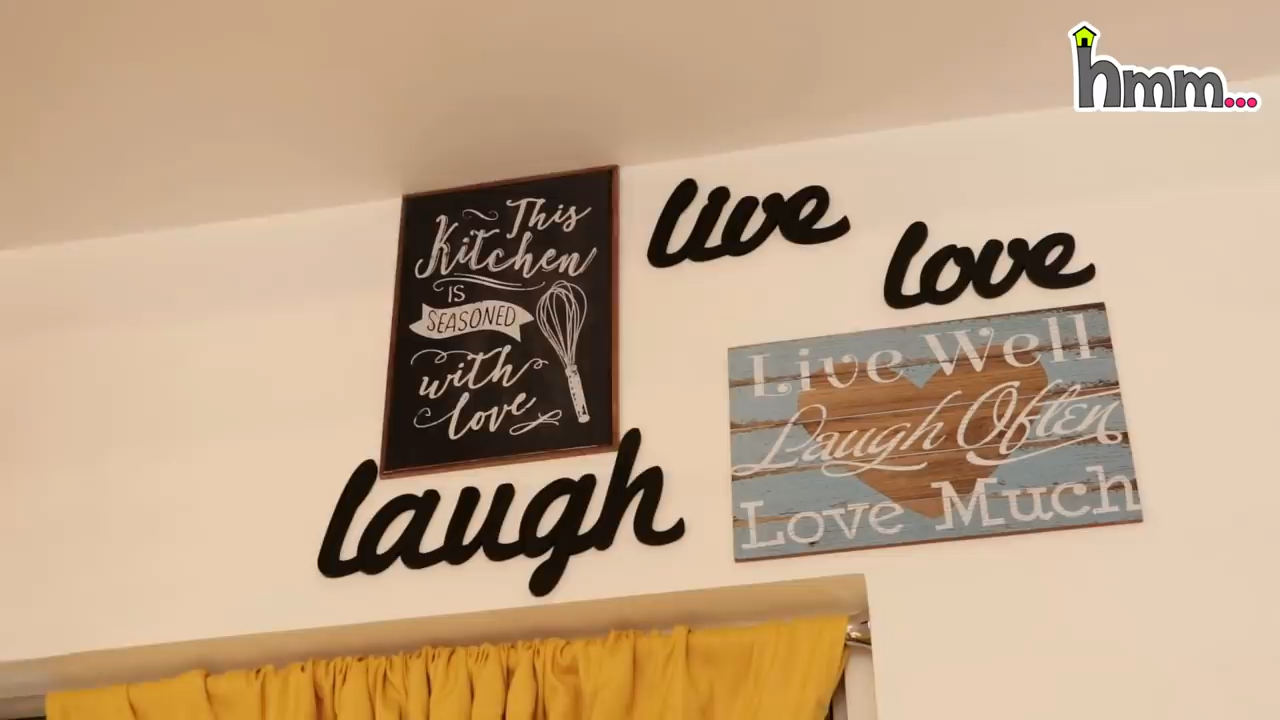 This
Kitchen
IS
SEASONED
with
love
live
love
laugh
Live Well
Laugh Often
Love Much
hmm...